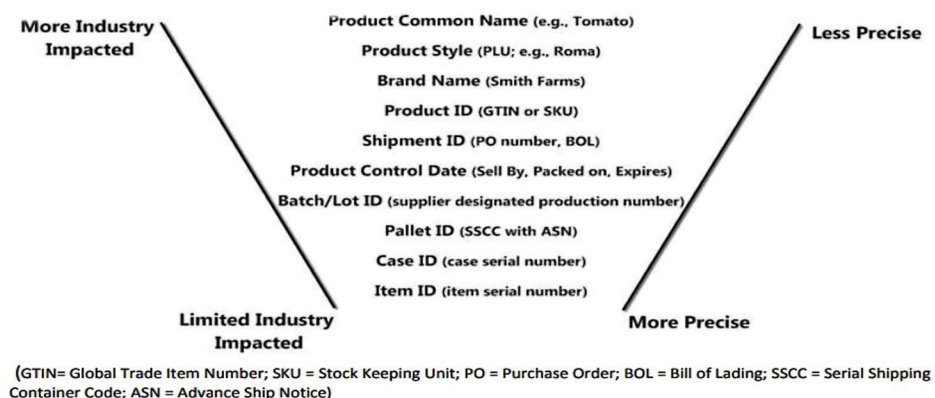 More Industry
Impacted
Product Common Name (e.g., Tomato)
Less Precise
Product Style (PLU; e.g., Roma)
Brand Name (Smith Farms)
Product ID (GTIN or SKU)
Shipment ID (PO number, BOL)
Product Control Date (Sell By, Packed on, Expires)
Batch/Lot ID (supplier designated production number)
Pallet ID (SSCC with ASN)
Case ID (case serial number)
Item ID (item serial number)
Limited Industry
Impacted
More Precise
(GTIN= Global Trade Item Number; SKU = Stock Keeping Unit; PO = Purchase Order; BOL = Bill of Lading; SSCC = Serial Shipping
Container Code; ASN = Advance Ship Notice)